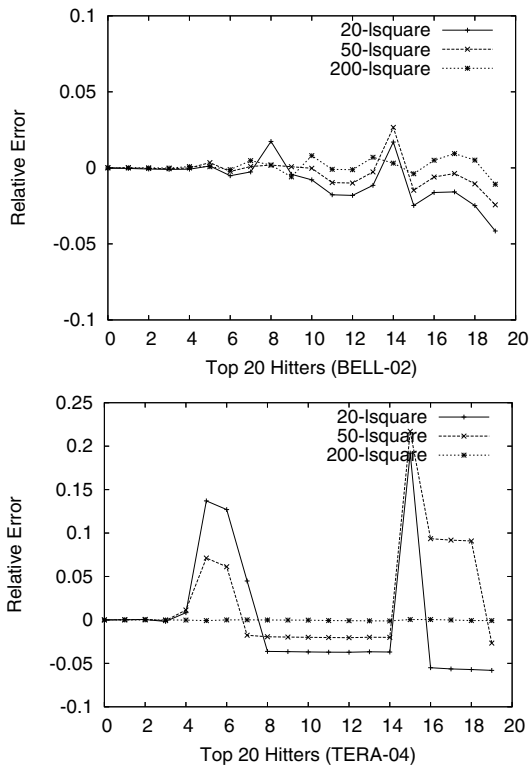 0.1
0.05
0
-0.05
-0.1
Relative Error
20-lsquare
50-lsquare
200-lsquare
0 2 4 6 8 10 12 14 16 18 20
Top 20 Hitters (BELL-02)
0.25
0.2
0.15
0.1
0.05
0
-0.05
-0.1
Relative Error
20-lsquare
50-lsquare
200-lsquare
0 2 4 6 8 10 12 14 16 18 20
Top 20 Hitters (TERA-04)